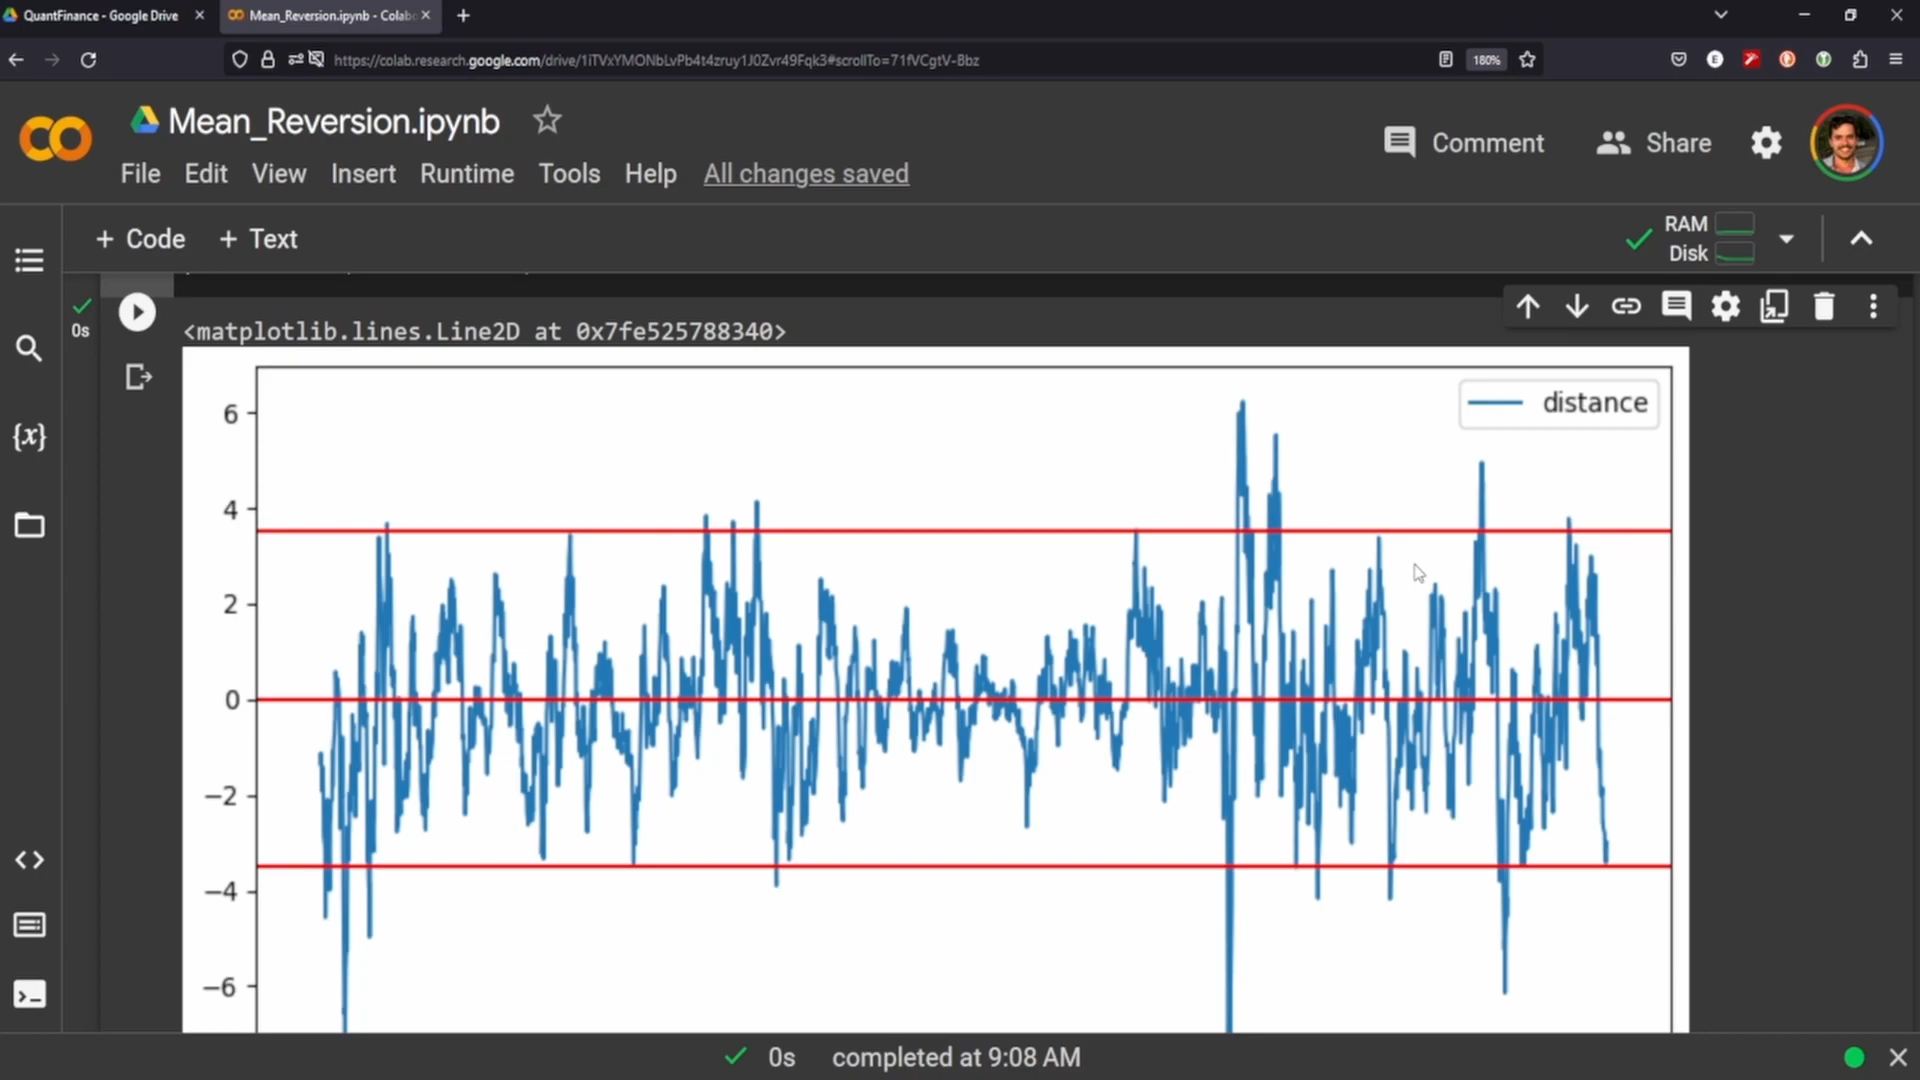 QuantFinance - Google Drive
Mean_Reversion.ipynb - Colab
https://colab.research.google.com/drive/1iTVxYMONbLvPb4t4zruy1J0Zvr49Fqk3#scrollTo=71fVCgtV-Bbz
180%
Mean_Reversion.ipynb
Comment
Share
File Edit View Insert Runtime Tools Help All changes saved
+ Code + Text
RAM
Disk
0s
<matplotlib.lines.Line2D at 0x7fe525788340>
distance
6
4
2
0
−2
−4
−6
0s completed at 9:08 AM